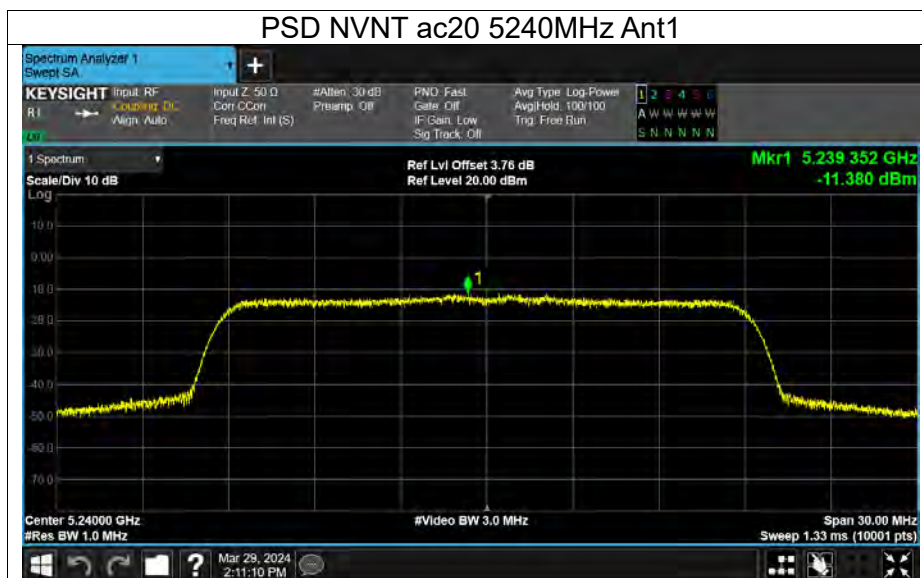 PSD NVNT ac20 5240MHz Ant1
Spectrum Analyzer 1
Swept SA
+
KEYSIGHT Input: RF Input Z: 50 Ω #Atten: 30 dB PNO: Fast Avg Type: Log-Power 1 2 3 4 5 6
R L Coupling: DC Corr CCorr Preamp: Off Gate: Off Avg|Hold: 100/100 A W W W W W
Align: Auto Freq Ref: Int (S) IF Gain: Low Trig: Free Run
Sig Track: Off S N N N N N
1 Spectrum Ref Lvl Offset 3.76 dB Mkr1 5.239 352 GHz
Scale/Div 10 dB Ref Level 20.00 dBm -11.380 dBm
Log
10.0
0.00
1
-10.0
-20.0
-30.0
-40.0
-50.0
-60.0
-70.0
Center 5.24000 GHz #Video BW 3.0 MHz Span 30.00 MHz
#Res BW 1.0 MHz Sweep 1.33 ms (10001 pts)
? Mar 29, 2024
2:11:10 PM